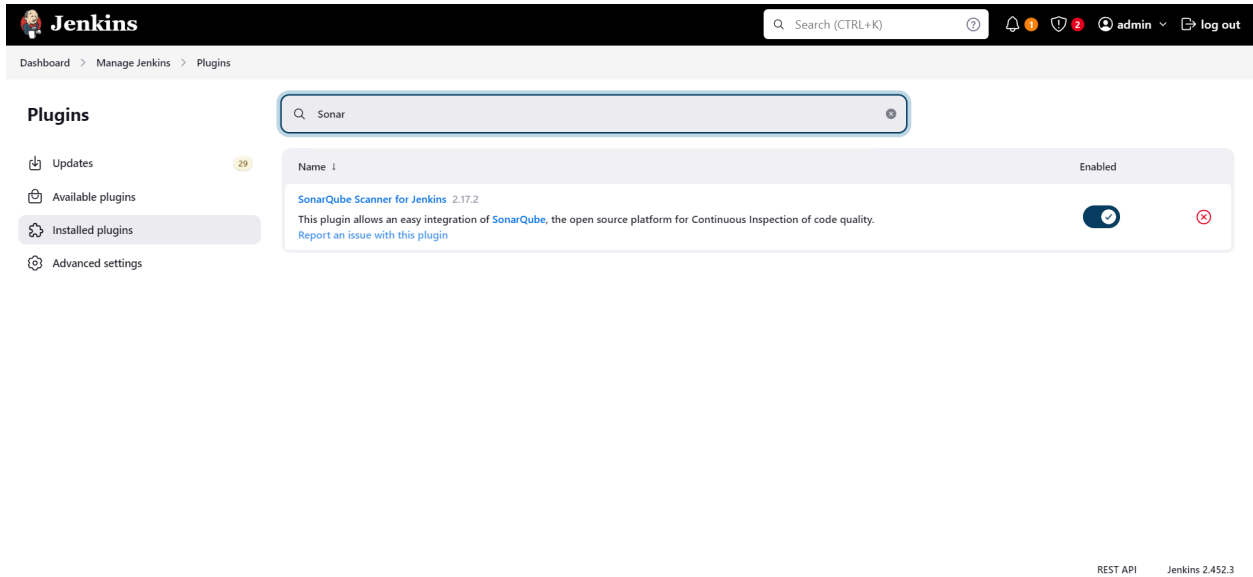 Jenkins
Search (CTRL+K)
1
2
admin
log out
Dashboard > Manage Jenkins > Plugins
Plugins
Sonar
Updates 29
Available plugins
Installed plugins
Advanced settings
Name ↓ Enabled
SonarQube Scanner for Jenkins 2.17.2
This plugin allows an easy integration of SonarQube, the open source platform for Continuous Inspection of code quality.
Report an issue with this plugin
REST API Jenkins 2.452.3